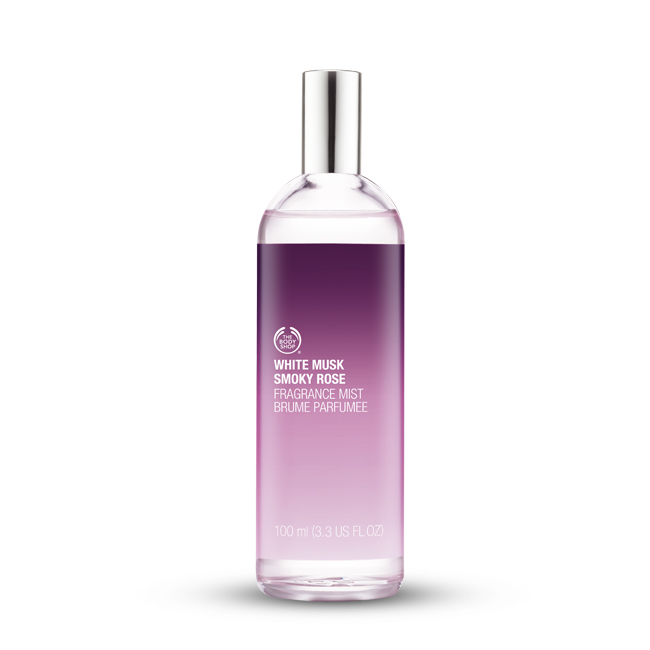 THE
BODY
SHOP
WHITE MUSK
SMOKY ROSE
FRAGRANCE MIST
BRUME PARFUMEE
100 ml (3.3 US FL OZ)